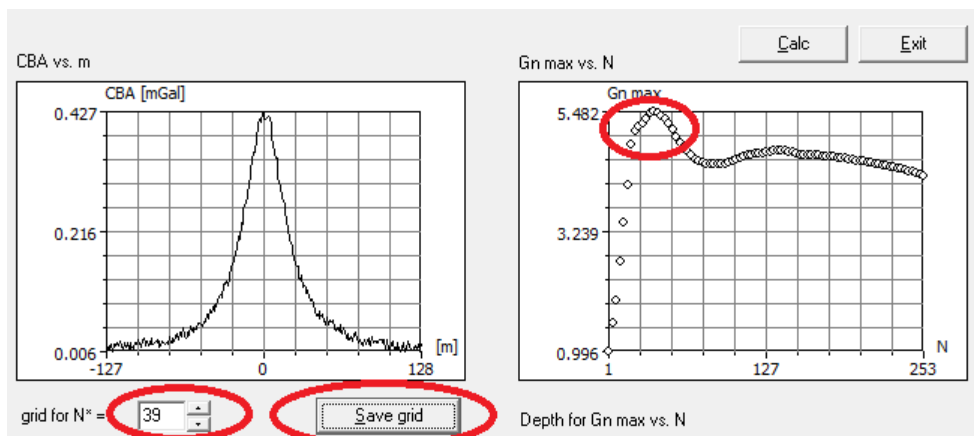 Calc Exit
CBA vs. m
Gn max vs. N
CBA [mGal]
0.427
0.216
0.006
-127 0 128
[m]
Gn max
5.482
3.239
0.996
1 127 253
N
grid for N* = 39
Save grid
Depth for Gn max vs. N